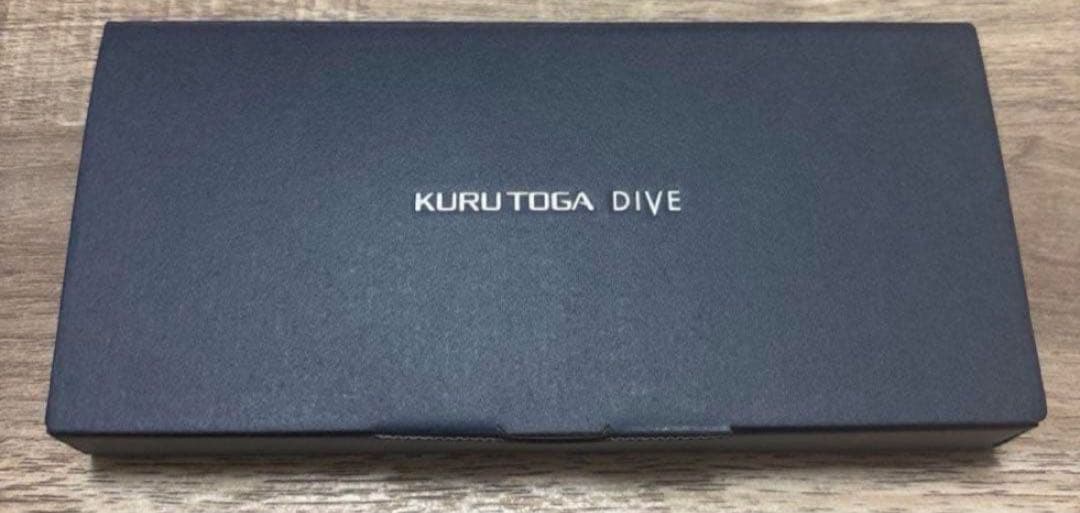 KURU TOGA DIVE